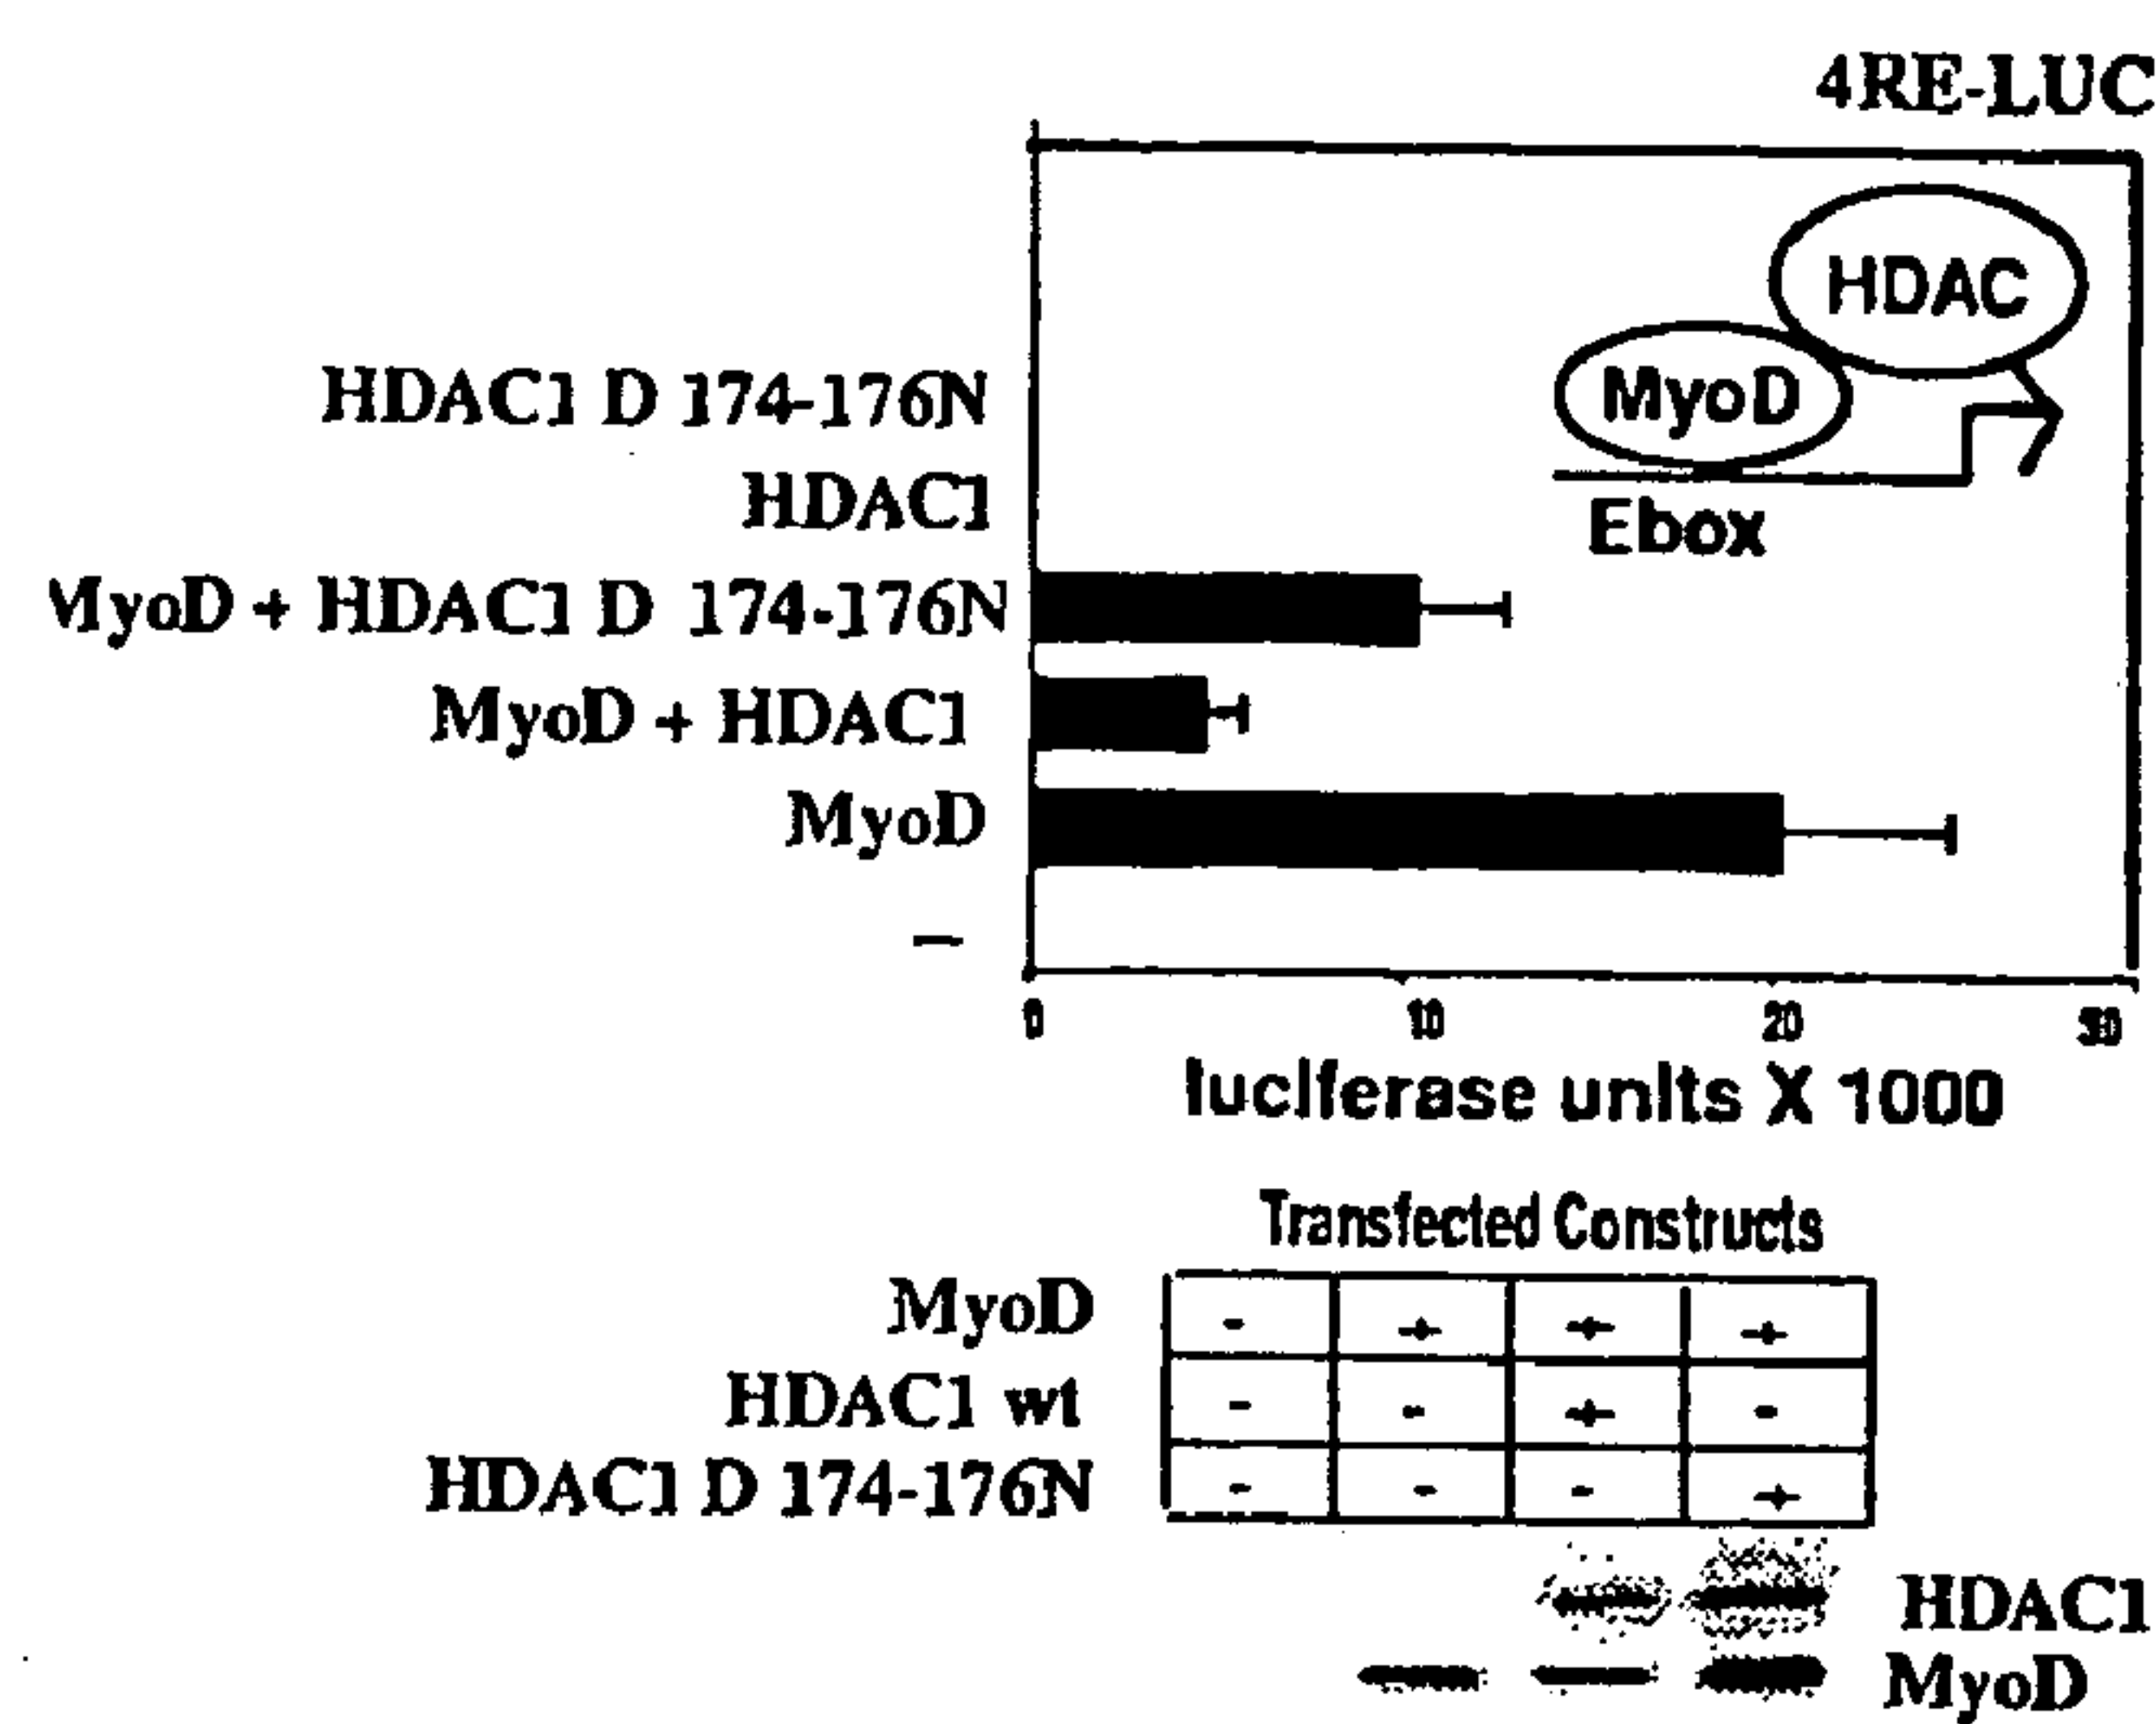 4RE-LUC
HDAC
MyoD
Ebox
HDAC1 D 174-176N
HDAC1
MyoD + HDAC1 D 174-176N
MyoD + HDAC1
MyoD
–
0 10 20 30
luciferase units X 1000
Transfected Constructs
MyoD - + + +
HDAC1 wt - - + -
HDAC1 D 174-176N - - - +
HDAC1
MyoD